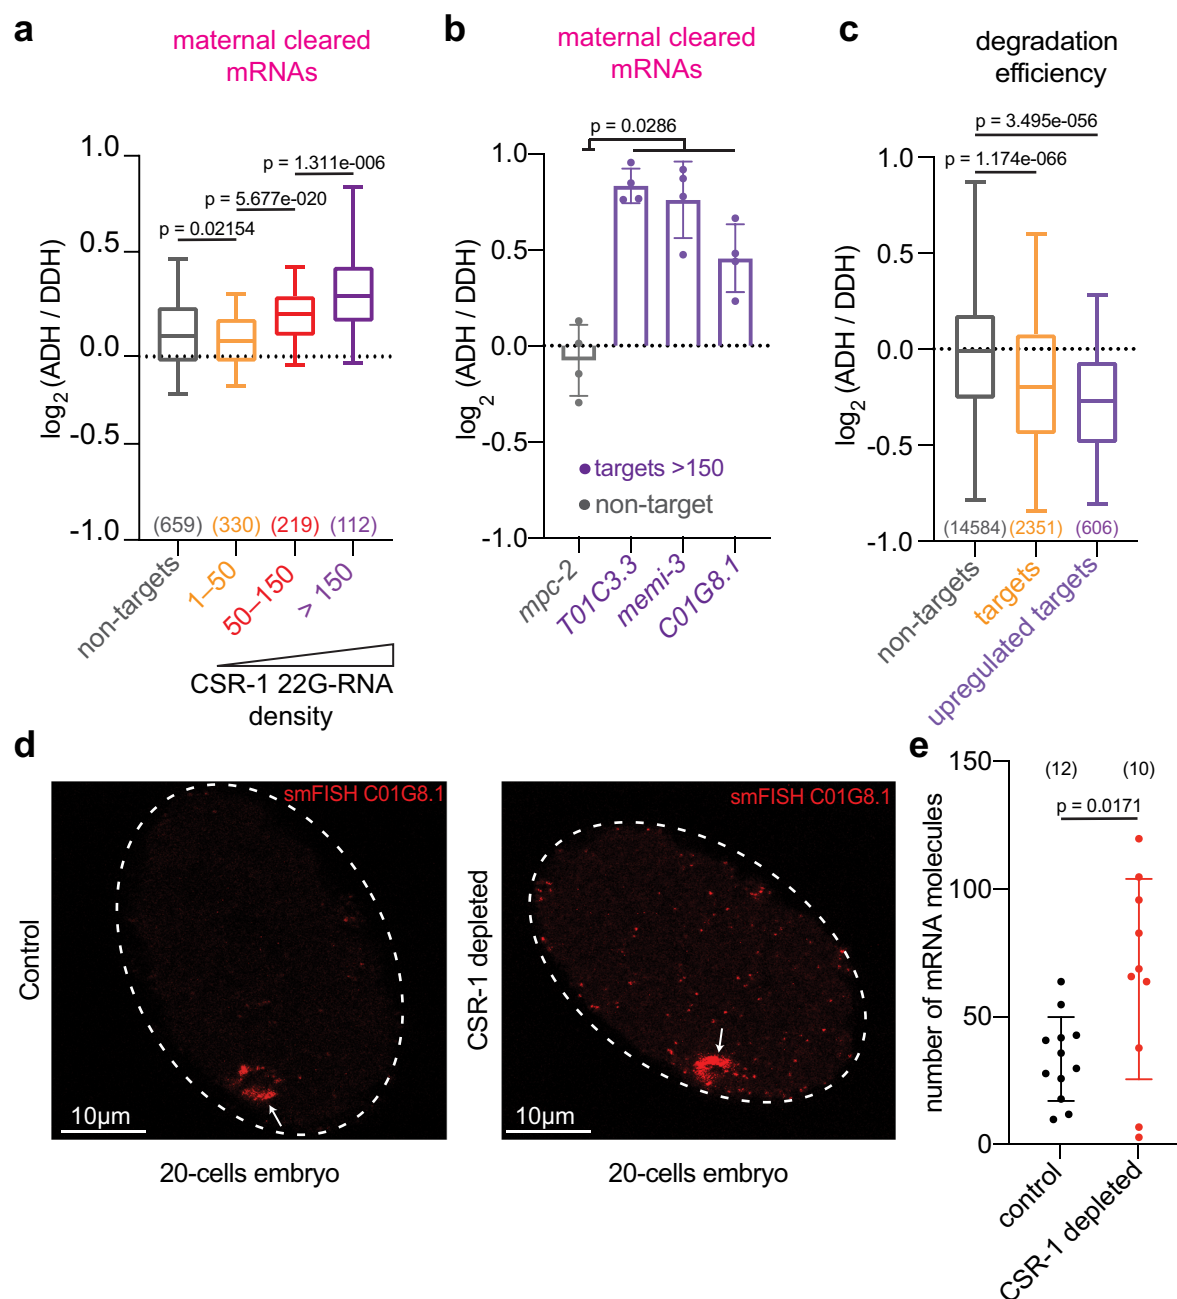 a
maternal cleared
mRNAs
log2 (ADH / DDH)
1.0
0.5
0.0
-0.5
-1.0
p = 1.311e-006
p = 5.677e-020
p = 0.02154
(659)
(330)
(219)
(112)
non-targets
1–50
50–150
> 150
CSR-1 22G-RNA
density
b
maternal cleared
mRNAs
log2 (ADH / DDH)
p = 0.0286
1.0
0.5
0.0
-0.5
-1.0
targets >150
non-target
mpc-2
T01C3.3
memi-3
C01G8.1
c
degradation
efficiency
log2 (ADH / DDH)
p = 3.495e-056
p = 1.174e-066
1.0
0.5
0.0
-0.5
-1.0
(14584)
(2351)
(606)
non-targets
targets
upregulated targets
d
Control
smFISH C01G8.1
10µm
20-cells embryo
CSR-1 depleted
smFISH C01G8.1
10µm
20-cells embryo
e
number of mRNA molecules
150
100
50
0
(12)
(10)
p = 0.0171
control
CSR-1 depleted